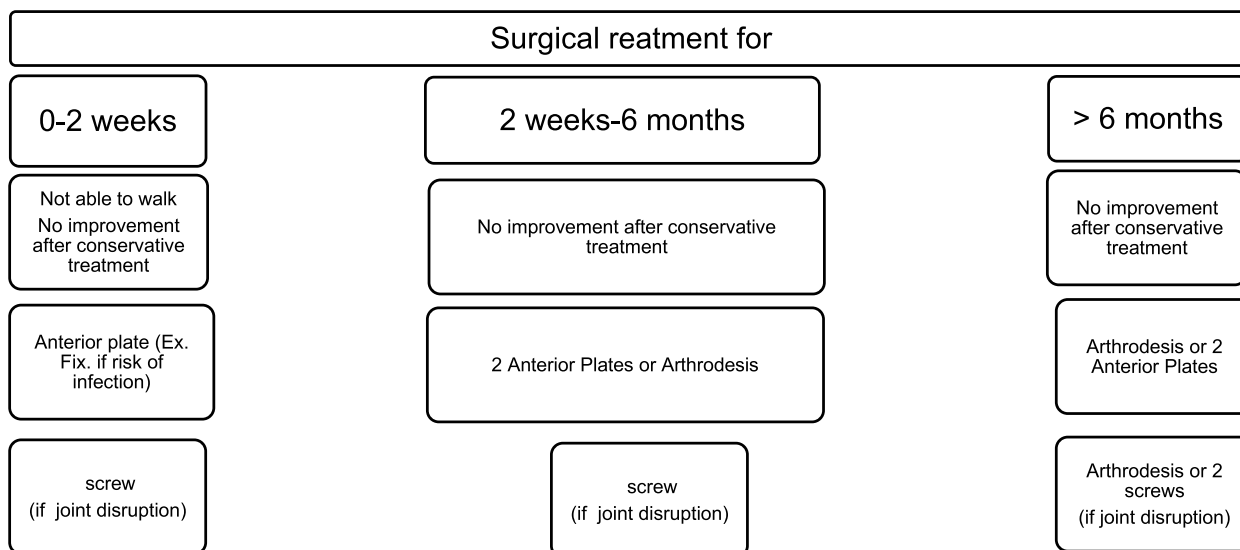 Surgical reatment for
0-2 weeks
2 weeks-6 months
> 6 months
Not able to walk
No improvement
after conservative
treatment
No improvement after conservative
treatment
No improvement
after conservative
treatment
Anterior plate (Ex.
Fix. if risk of
infection)
2 Anterior Plates or Arthrodesis
Arthrodesis or 2
Anterior Plates
screw
(if joint disruption)
screw
(if joint disruption)
Arthrodesis or 2
screws
(if joint disruption)